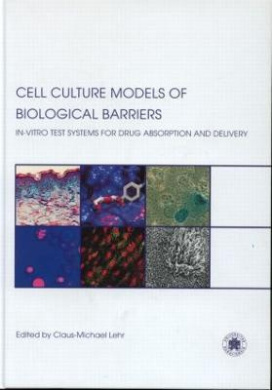 CELL CULTURE MODELS OF
BIOLOGICAL BARRIERS
IN-VITRO TEST SYSTEMS FOR DRUG ABSORPTION AND DELIVERY
Edited by Claus-Michael Lehr